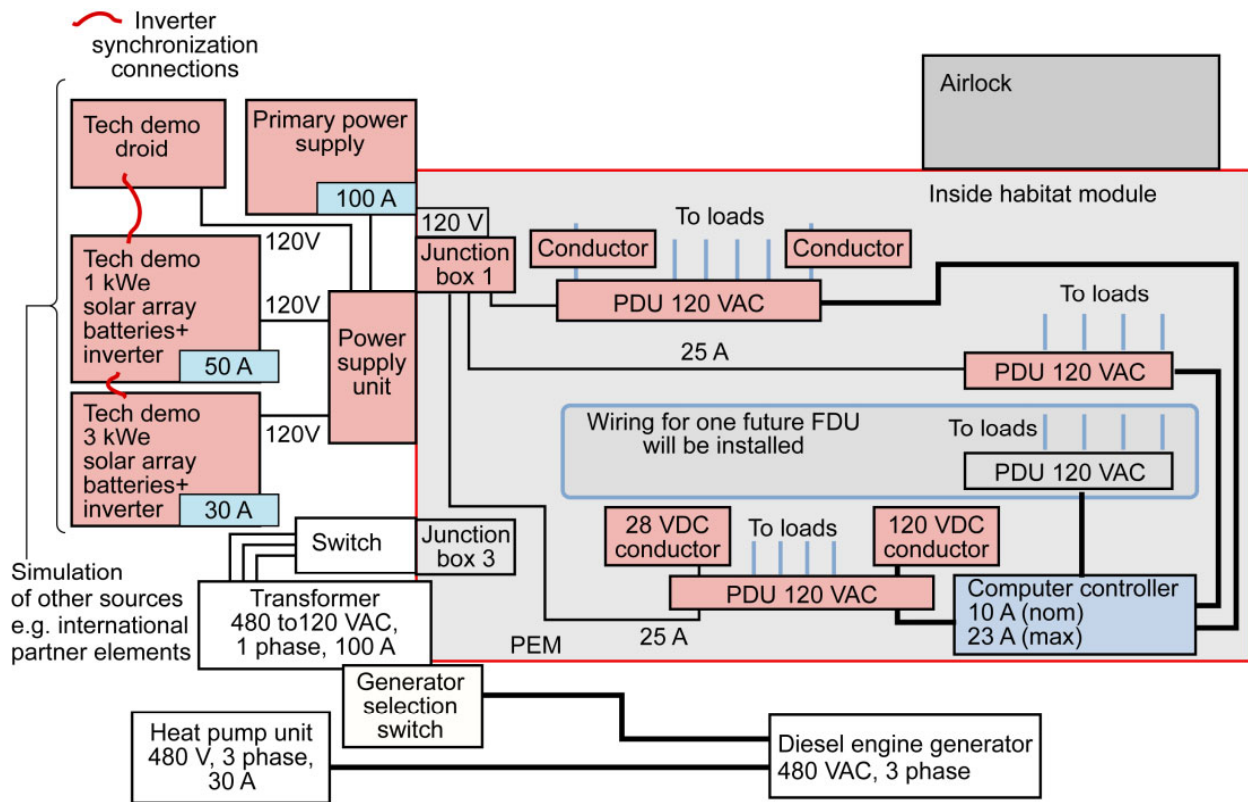 Inverter
synchronization
connections
Tech demo
droid
Primary power
supply
100 A
Airlock
Inside habitat module
120 V
Junction
box 1
To loads
Conductor
Conductor
PDU 120 VAC
120V
Tech demo
1 kWe
solar array
batteries+
inverter
50 A
120V
Power
supply
unit
25 A
To loads
PDU 120 VAC
Tech demo
3 kWe
solar array
batteries+
inverter
30 A
120V
Wiring for one future FDU
will be installed
To loads
PDU 120 VAC
Switch
Junction
box 3
28 VDC
conductor
To loads
120 VDC
conductor
PDU 120 VAC
25 A
Computer controller
10 A (nom)
23 A (max)
Simulation
of other sources
e.g. international
partner elements
Transformer
480 to120 VAC,
1 phase, 100 A
PEM
Generator
selection
switch
Heat pump unit
480 V, 3 phase,
30 A
Diesel engine generator
480 VAC, 3 phase